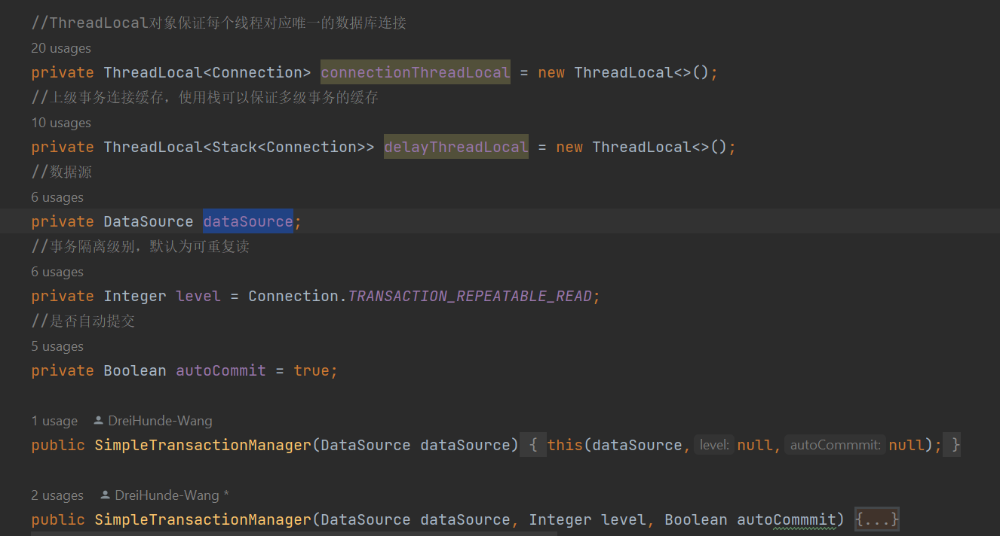 //ThreadLocal对象保证每个线程对应唯一的数据库连接
20 usages
private ThreadLocal<Connection> connectionThreadLocal = new ThreadLocal<>();
//上级事务连接缓存，使用栈可以保证多级事务的缓存
10 usages
private ThreadLocal<Stack<Connection>> delayThreadLocal = new ThreadLocal<>();
//数据源
6 usages
private DataSource dataSource;
//事务隔离级别，默认为可重复读
6 usages
private Integer level = Connection.TRANSACTION_REPEATABLE_READ;
//是否自动提交
5 usages
private Boolean autoCommit = true;
1 usage DreiHunde-Wang
public SimpleTransactionManager(DataSource dataSource) { this(dataSource, level: null, autoCommmit: null); }
2 usages DreiHunde-Wang *
public SimpleTransactionManager(DataSource dataSource, Integer level, Boolean autoCommmit) {...}